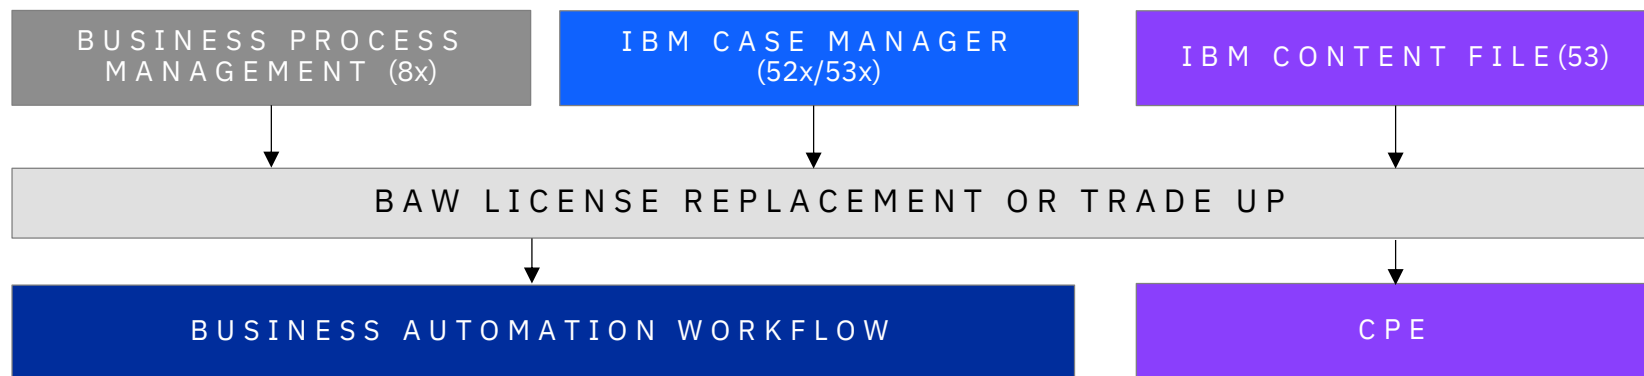 BUSINESS PROCESS
MANAGEMENT (8x)
IBM CASE MANAGER
(52x/53x)
IBM CONTENT FILE(53)
BAW LICENSE REPLACEMENT OR TRADE UP
BUSINESS AUTOMATION WORKFLOW
CPE